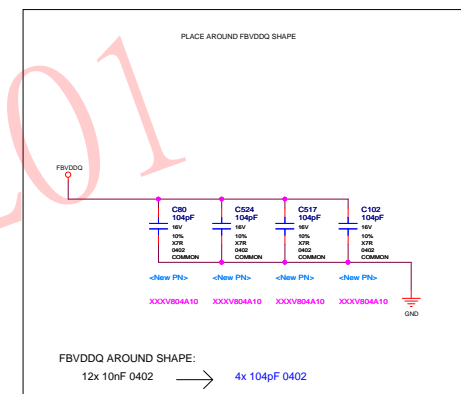 PLACE AROUND FBVDDQ SHAPE
FBVDDQ
C80
104pF
16V
10%
X7R
0402
COMMON
C524
104pF
16V
10%
X7R
0402
COMMON
C517
104pF
16V
10%
X7R
0402
COMMON
C102
104pF
16V
10%
X7R
0402
COMMON
<New PN> <New PN> <New PN> <New PN>
XXXV804A10 XXXV804A10 XXXV804A10 XXXV804A10
GND
FBVDDQ AROUND SHAPE:
12x 10nF 0402 4x 104pF 0402